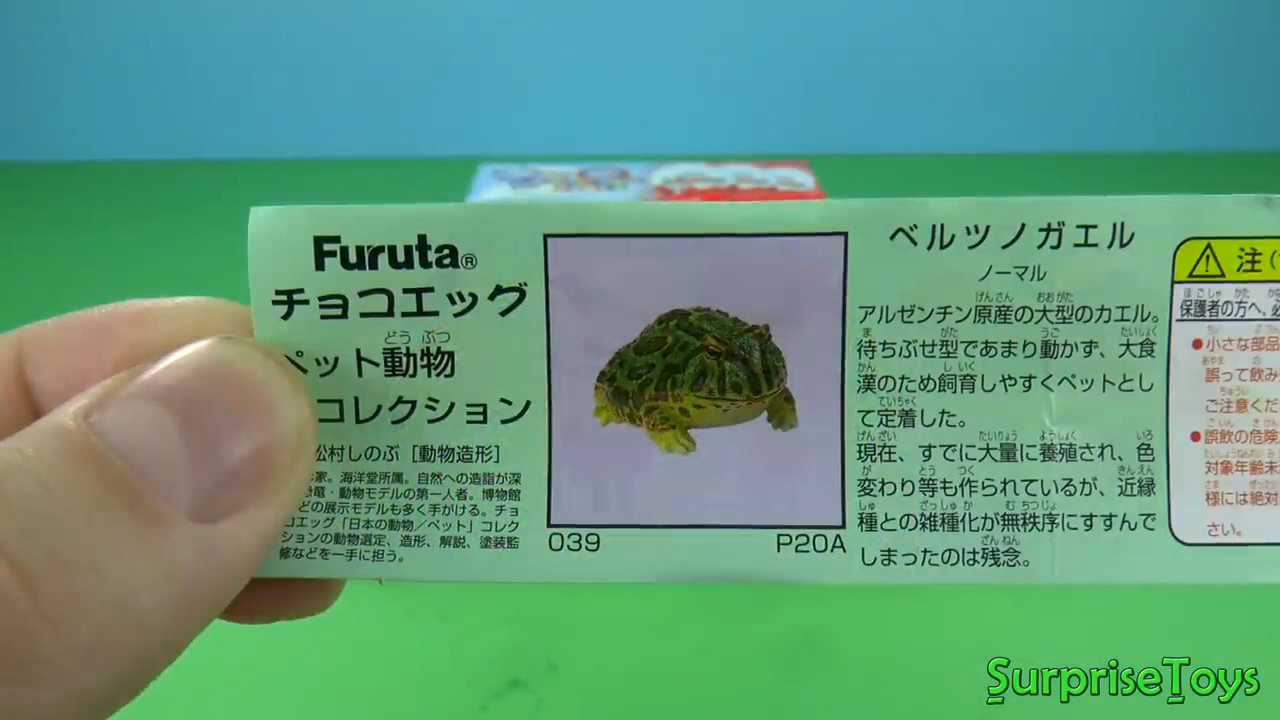 Furuta®
チョコエッグ
ペット動物
コレクション
松村しのぶ［動物造形］
家。海洋堂所属。自然への造脂が深
恐竜・動物モデルの第一人者。博物館
どの展示モデルも多く手がける。チョ
コエッグ「日本の動物／ペット」コレク
ションの動物選定、造形、解説、塗装監
修などを一手に担う。
039 P20A
ベルツノガエル
ノーマル
アルゼンチン原産の大型のカエル。
待ちぶせ型であまり動かず、大食
漢のため飼育しやすくペットとし
て定着した。
現在、すでに大量に養殖され、色
変わり等も作られているが、近縁
種との雑種化が無秩序にすすんで
しまったのは残念。
注
保護者の方へ、必
●小さな部品
誤って飲み
ご注意くだ
●誤飲の危険
対象年齢未
様には絶対
さい。
SurpriseToys